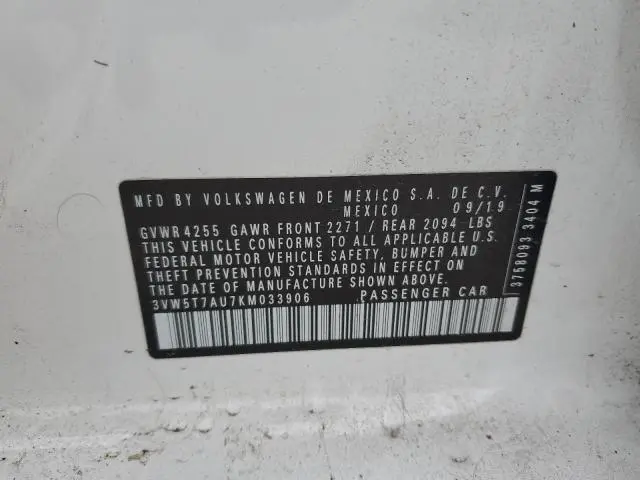 MFD BY VOLKSWAGEN DE MEXICO S.A. DE C.V.
MEXICO 09/19
GVWR 4255 GAWR FRONT 2271 / REAR 2094 LBS
THIS VEHICLE CONFORMS TO ALL APPLICABLE U.S.
FEDERAL MOTOR VEHICLE SAFETY, BUMPER AND
THEFT PREVENTION STANDARDS IN EFFECT ON
THE DATE OF MANUFACTURE SHOWN ABOVE.
3VW5T7AU7KM033906 PASSENGER CAR
3758093 3404 M